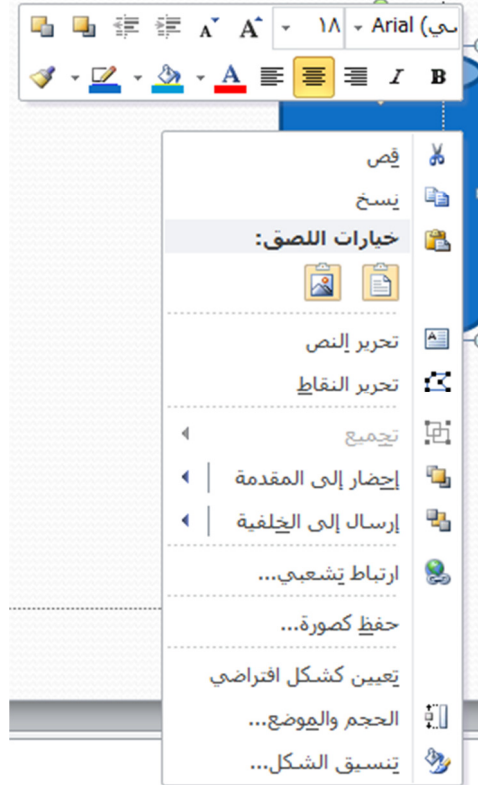 Arial (ـي ١٨
A A
A I B
قص
نسخ
خيارات اللصق:
تحرير النص
تحرير النقاط
تجميع
إحضار إلى المقدمة
إرسال إلى الخلفية
ارتباط تشعبي...
حفظ كصورة...
تعيين كشكل افتراضي
الحجم والموضع...
تنسيق الشكل...